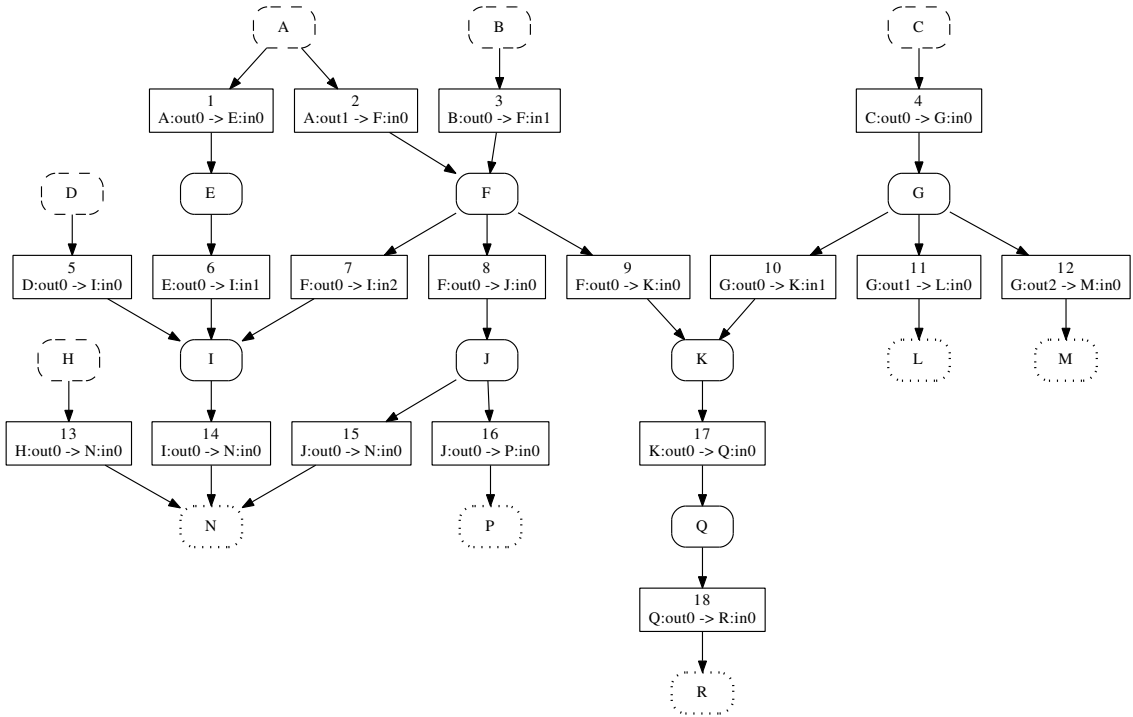 A
B
C
1
A:out0 -> E:in0
2
A:out1 -> F:in0
3
B:out0 -> F:in1
4
C:out0 -> G:in0
D
E
F
G
5
D:out0 -> I:in0
6
E:out0 -> I:in1
7
F:out0 -> I:in2
8
F:out0 -> J:in0
9
F:out0 -> K:in0
10
G:out0 -> K:in1
11
G:out1 -> L:in0
12
G:out2 -> M:in0
H
I
J
K
L
M
13
H:out0 -> N:in0
14
I:out0 -> N:in0
15
J:out0 -> N:in0
16
J:out0 -> P:in0
17
K:out0 -> Q:in0
N
P
Q
18
Q:out0 -> R:in0
R